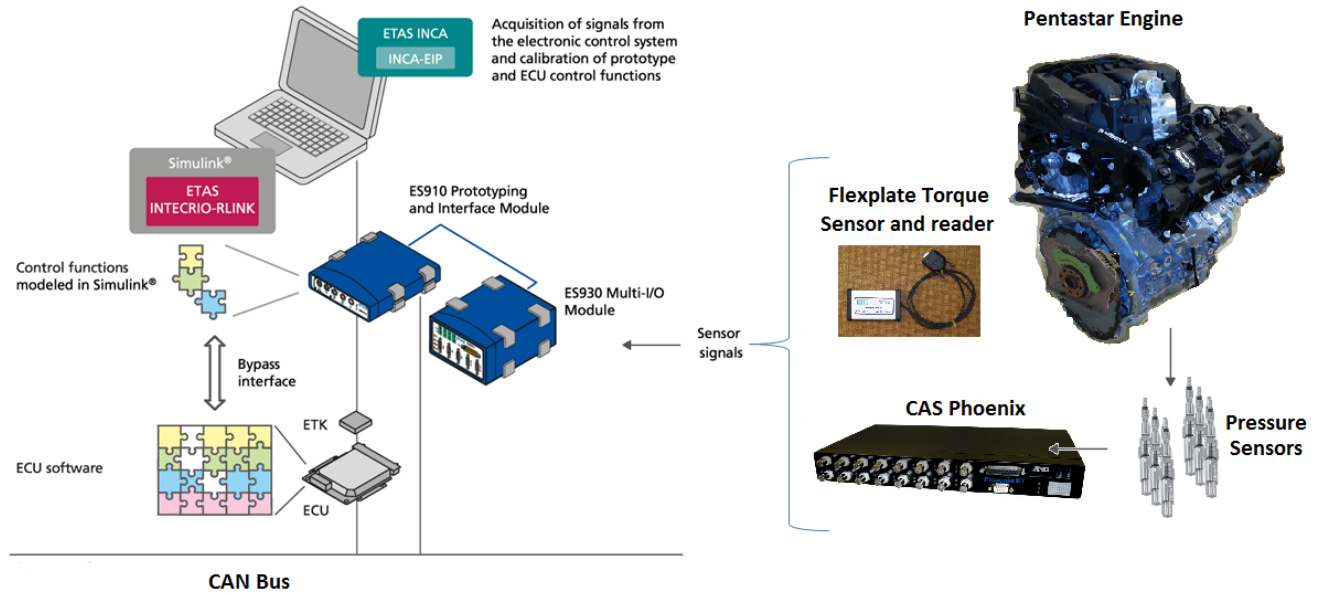 ETAS INCA
INCA-EIP
Acquisition of signals from
the electronic control system
and calibration of prototype
and ECU control functions
Pentastar Engine
Simulink®
ETAS
INTECRIO-RLINK
ES910 Prototyping
and Interface Module
Flexplate Torque
Sensor and reader
Control functions
modeled in Simulink®
ES930 Multi-I/O
Module
Sensor
signals
Bypass
interface
CAS Phoenix
Pressure
Sensors
ETK
ECU software
ECU
Phoenix RT
AND
CAN Bus